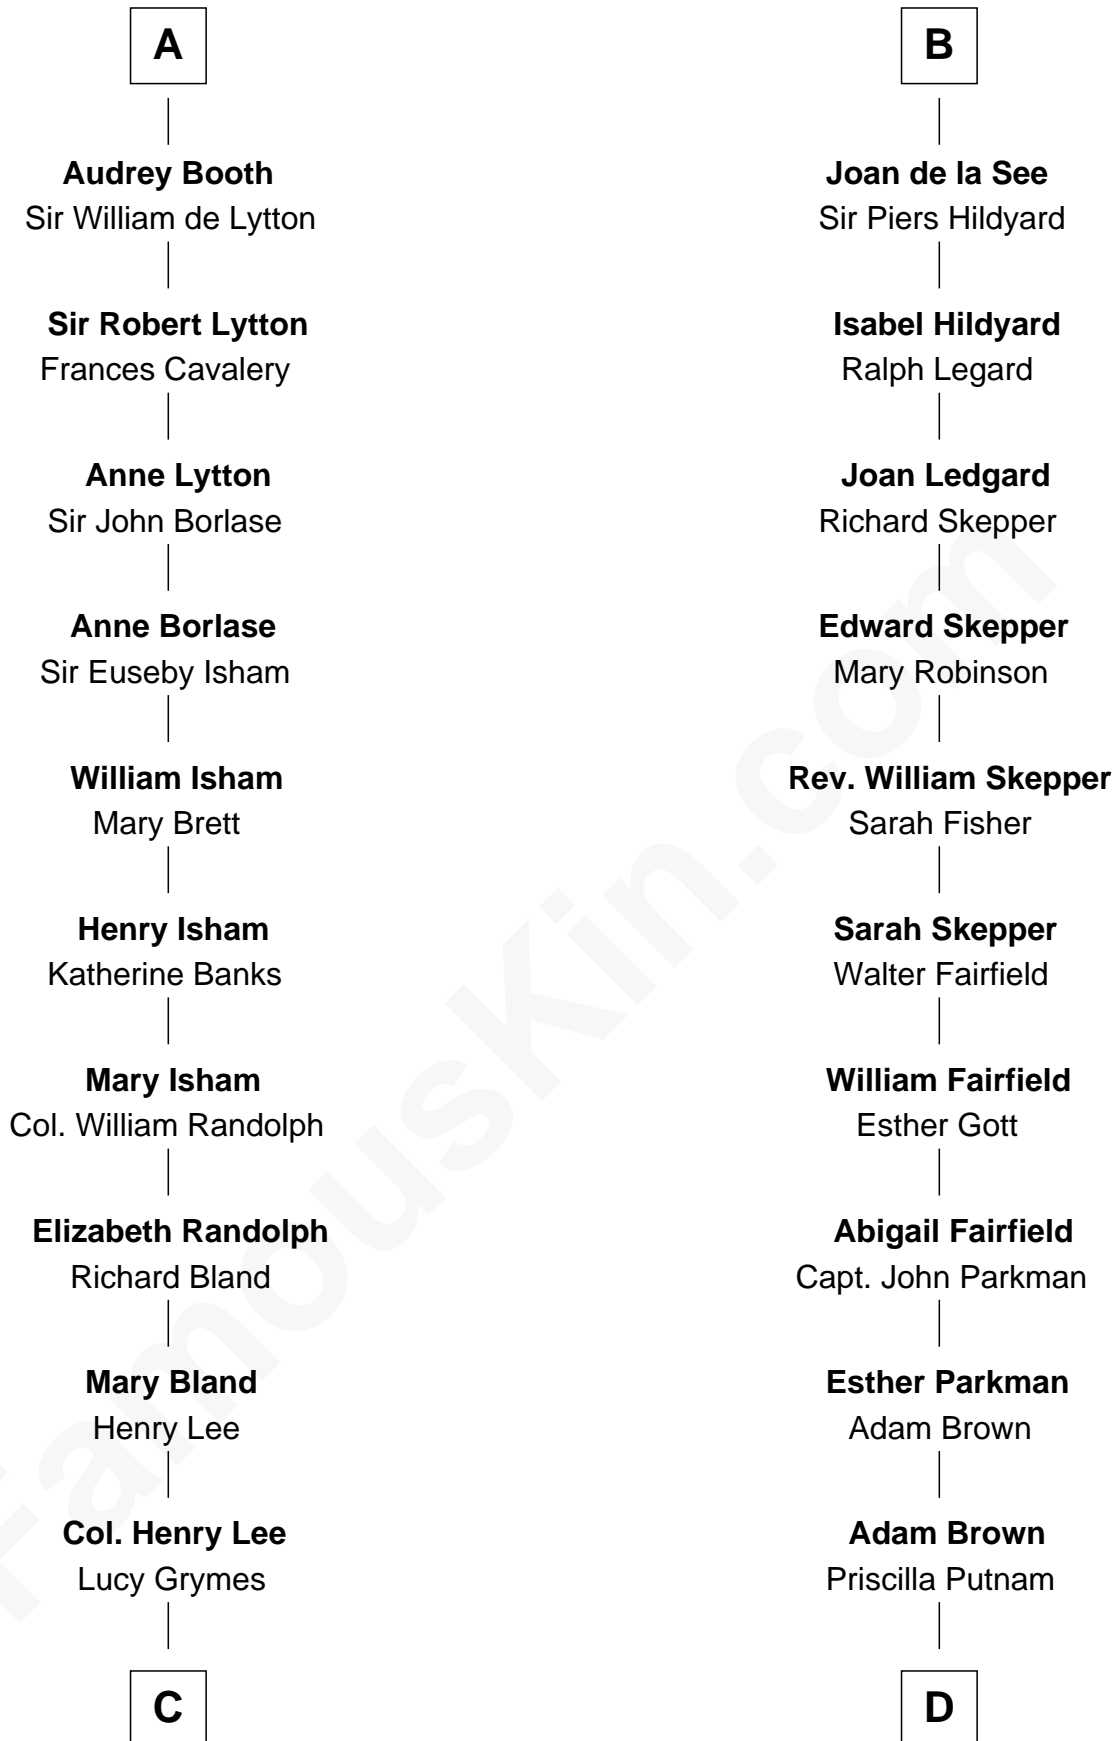 A
Audrey Booth
Sir William de Lytton
Sir Robert Lytton
Frances Cavalery
Anne Lytton
Sir John Borlase
Anne Borlase
Sir Euseby Isham
William Isham
Mary Brett
Henry Isham
Katherine Banks
Mary Isham
Col. William Randolph
Elizabeth Randolph
Richard Bland
Mary Bland
Henry Lee
Col. Henry Lee
Lucy Grymes
C
B
Joan de la See
Sir Piers Hildyard
Isabel Hildyard
Ralph Legard
Joan Ledgard
Richard Skepper
Edward Skepper
Mary Robinson
Rev. William Skepper
Sarah Fisher
Sarah Skepper
Walter Fairfield
William Fairfield
Esther Gott
Abigail Fairfield
Capt. John Parkman
Esther Parkman
Adam Brown
Adam Brown
Priscilla Putnam
D
FamousKin.com